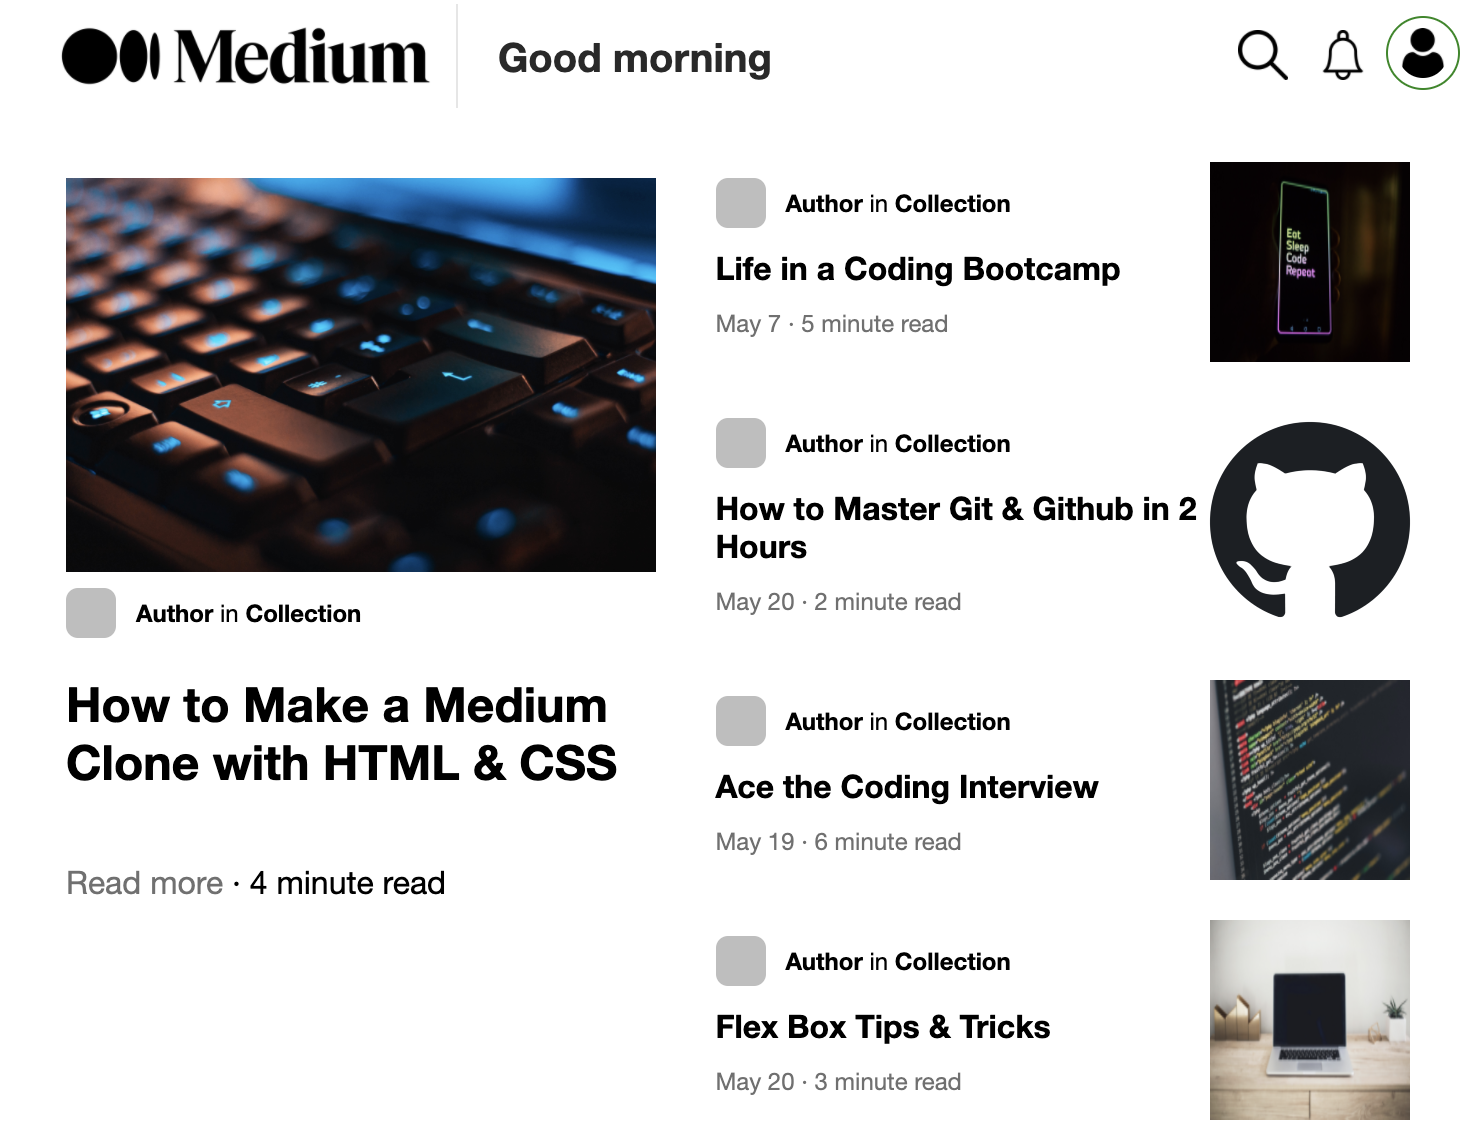 Medium
Good morning
Author in Collection
How to Make a Medium
Clone with HTML & CSS
Read more · 4 minute read
Author in Collection
Life in a Coding Bootcamp
May 7 · 5 minute read
Eat
Sleep
Code
Repeat
Author in Collection
How to Master Git & Github in 2
Hours
May 20 · 2 minute read
Author in Collection
Ace the Coding Interview
May 19 · 6 minute read
Author in Collection
Flex Box Tips & Tricks
May 20 · 3 minute read